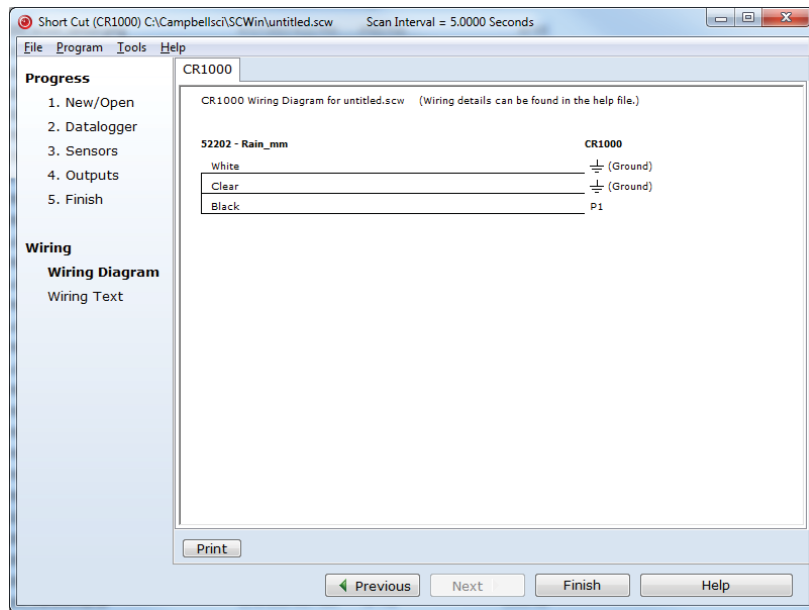 Short Cut (CR1000) C:\Campbellsci\SCWin\untitled.scw Scan Interval = 5.0000 Seconds
File Program Tools Help
Progress
1. New/Open
2. Datalogger
3. Sensors
4. Outputs
5. Finish
Wiring
Wiring Diagram
Wiring Text
CR1000
CR1000 Wiring Diagram for untitled.scw (Wiring details can be found in the help file.)
52202 - Rain_mm CR1000
White (Ground)
Clear (Ground)
Black P1
Print
Previous Next Finish Help